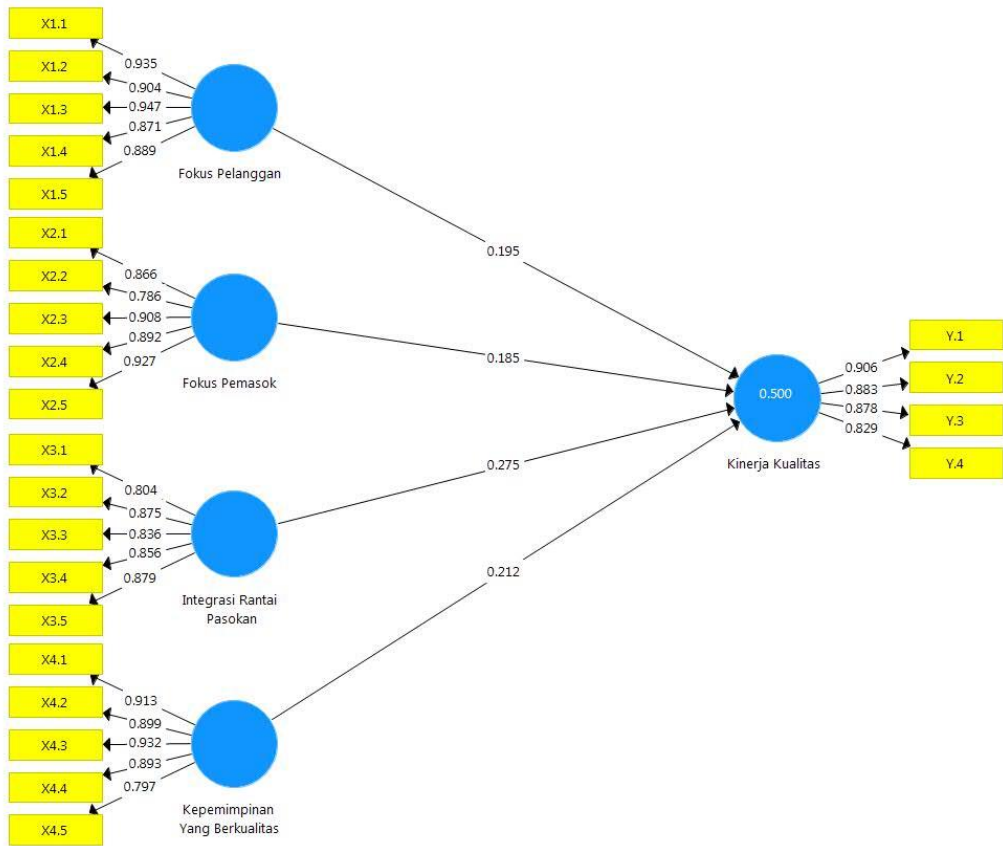 X1.1
0.935
X1.2
0.904
X1.3
0.947
X1.4
0.871
0.889
X1.5
Fokus Pelanggan
X2.1
0.866
X2.2
0.786
X2.3
0.908
X2.4
0.892
0.927
X2.5
Fokus Pemasok
X3.1
0.804
X3.2
0.875
X3.3
0.836
X3.4
0.856
0.879
X3.5
Integrasi Rantai
Pasokan
X4.1
0.913
X4.2
0.899
X4.3
0.932
X4.4
0.893
0.797
X4.5
Kepemimpinan
Yang Berkualitas
0.195
0.185
0.275
0.212
0.500
Kinerja Kualitas
0.906
Y.1
0.883
Y.2
0.878
Y.3
0.829
Y.4